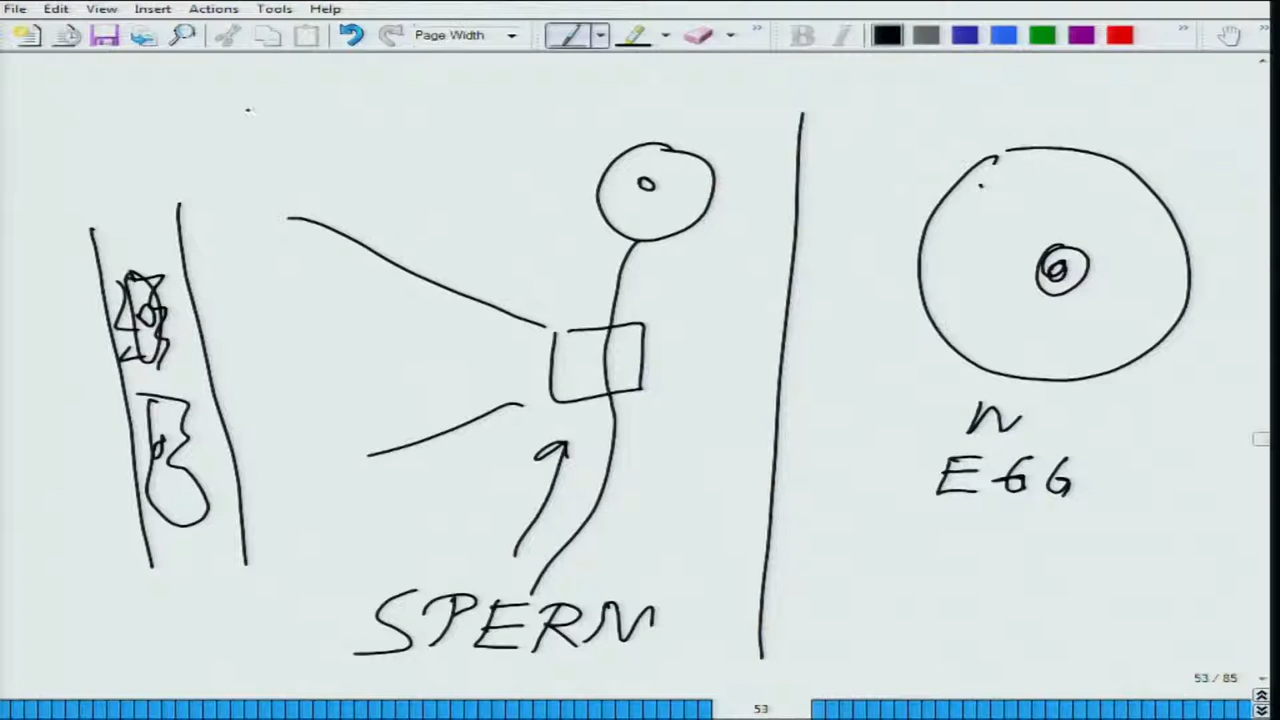 File Edit View Insert Actions Tools Help
Page Width
B I
SPERM
n
EGG
53 / 85
53